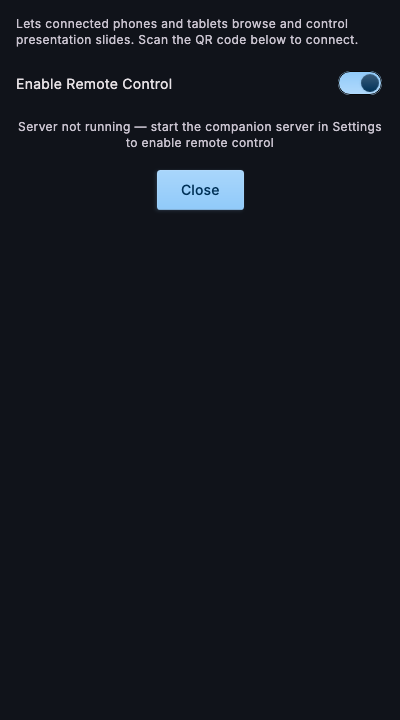 Lets connected phones and tablets browse and control
presentation slides. Scan the QR code below to connect.
Enable Remote Control
Server not running — start the companion server in Settings
to enable remote control
Close